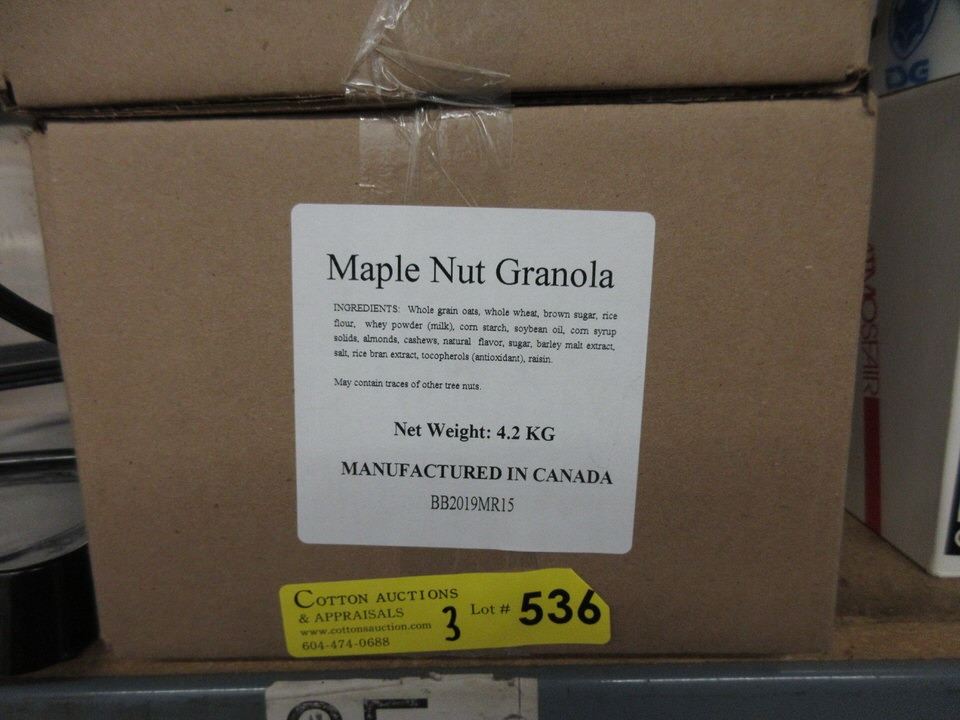 DG
Maple Nut Granola
INGREDIENTS: Whole grain oats, whole wheat, brown sugar, rice
flour, whey powder (milk), corn starch, soybean oil, corn syrup
solids, almonds, cashews, natural flavor, sugar, barley malt extract,
salt, rice bran extract, tocopherols (antioxidant), raisin.
May contain traces of other tree nuts.
Net Weight: 4.2 KG
MANUFACTURED IN CANADA
BB2019MR15
COTTON AUCTIONS
& APPRAISALS
www.cottonsauction.com
604-474-0688
3
Lot # 536
ATMOSFAIR